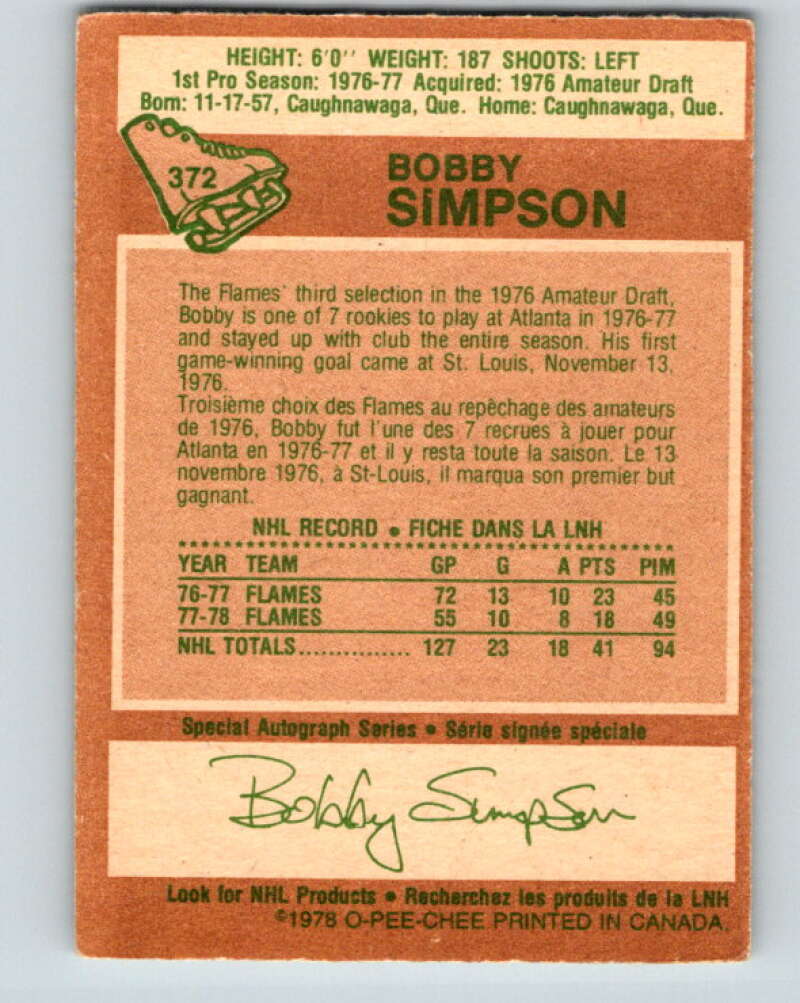 HEIGHT: 6'0'' WEIGHT: 187 SHOOTS: LEFT
1st Pro Season: 1976-77 Acquired: 1976 Amateur Draft
Born: 11-17-57, Caughnawaga, Que. Home: Caughnawaga, Que.
372
BOBBY
SiMPSON
The Flames' third selection in the 1976 Amateur Draft,
Bobby is one of 7 rookies to play at Atlanta in 1976-77
and stayed up with club the entire season. His first
game-winning goal came at St. Louis, November 13,
1976.
Troisième choix des Flames au repêchage des amateurs
de 1976, Bobby fut l'une des 7 recrues à jouer pour
Atlanta en 1976-77 et il y resta toute la saison. Le 13
novembre 1976, à St-Louis, il marqua son premier but
gagnant.
NHL RECORD • FICHE DANS LA LNH
YEAR TEAM GP G A PTS PIM
76-77 FLAMES 72 13 10 23 45
77-78 FLAMES 55 10 8 18 49
NHL TOTALS............... 127 23 18 41 94
Special Autograph Series • Série signée spéciale
Bobby Simpson
Look for NHL Products • Recherchez les produits de la LNH
©1978 O-PEE-CHEE PRINTED IN CANADA.